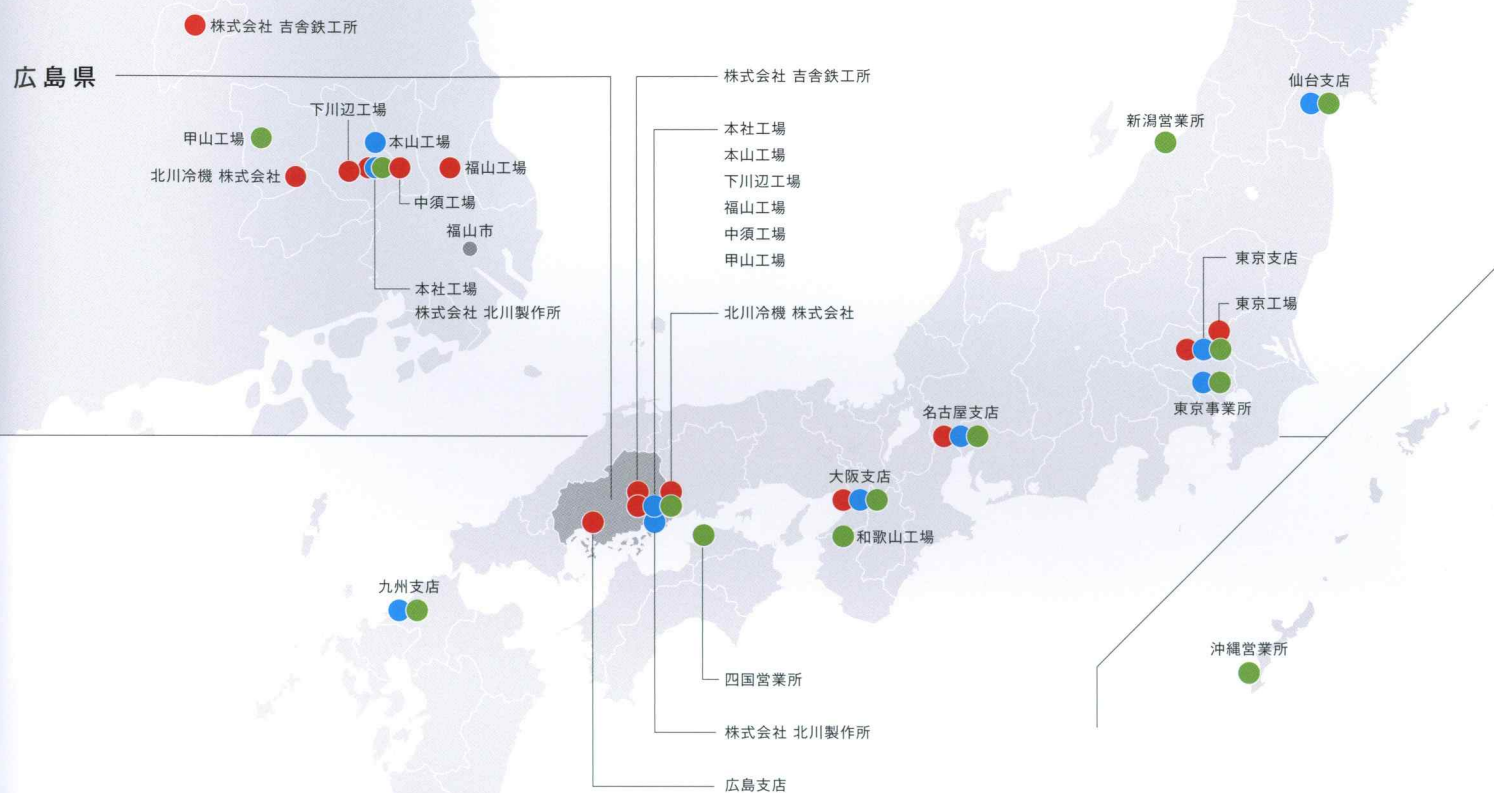 株式会社 吉舎鉄工所
広島県
下川辺工場
甲山工場
本山工場
北川冷機 株式会社
福山工場
中須工場
福山市
本社工場
株式会社 北川製作所
株式会社 吉舎鉄工所
本社工場
本山工場
下川辺工場
福山工場
中須工場
甲山工場
北川冷機 株式会社
仙台支店
新潟営業所
東京支店
東京工場
東京事業所
名古屋支店
大阪支店
和歌山工場
九州支店
四国営業所
株式会社 北川製作所
広島支店
沖縄営業所